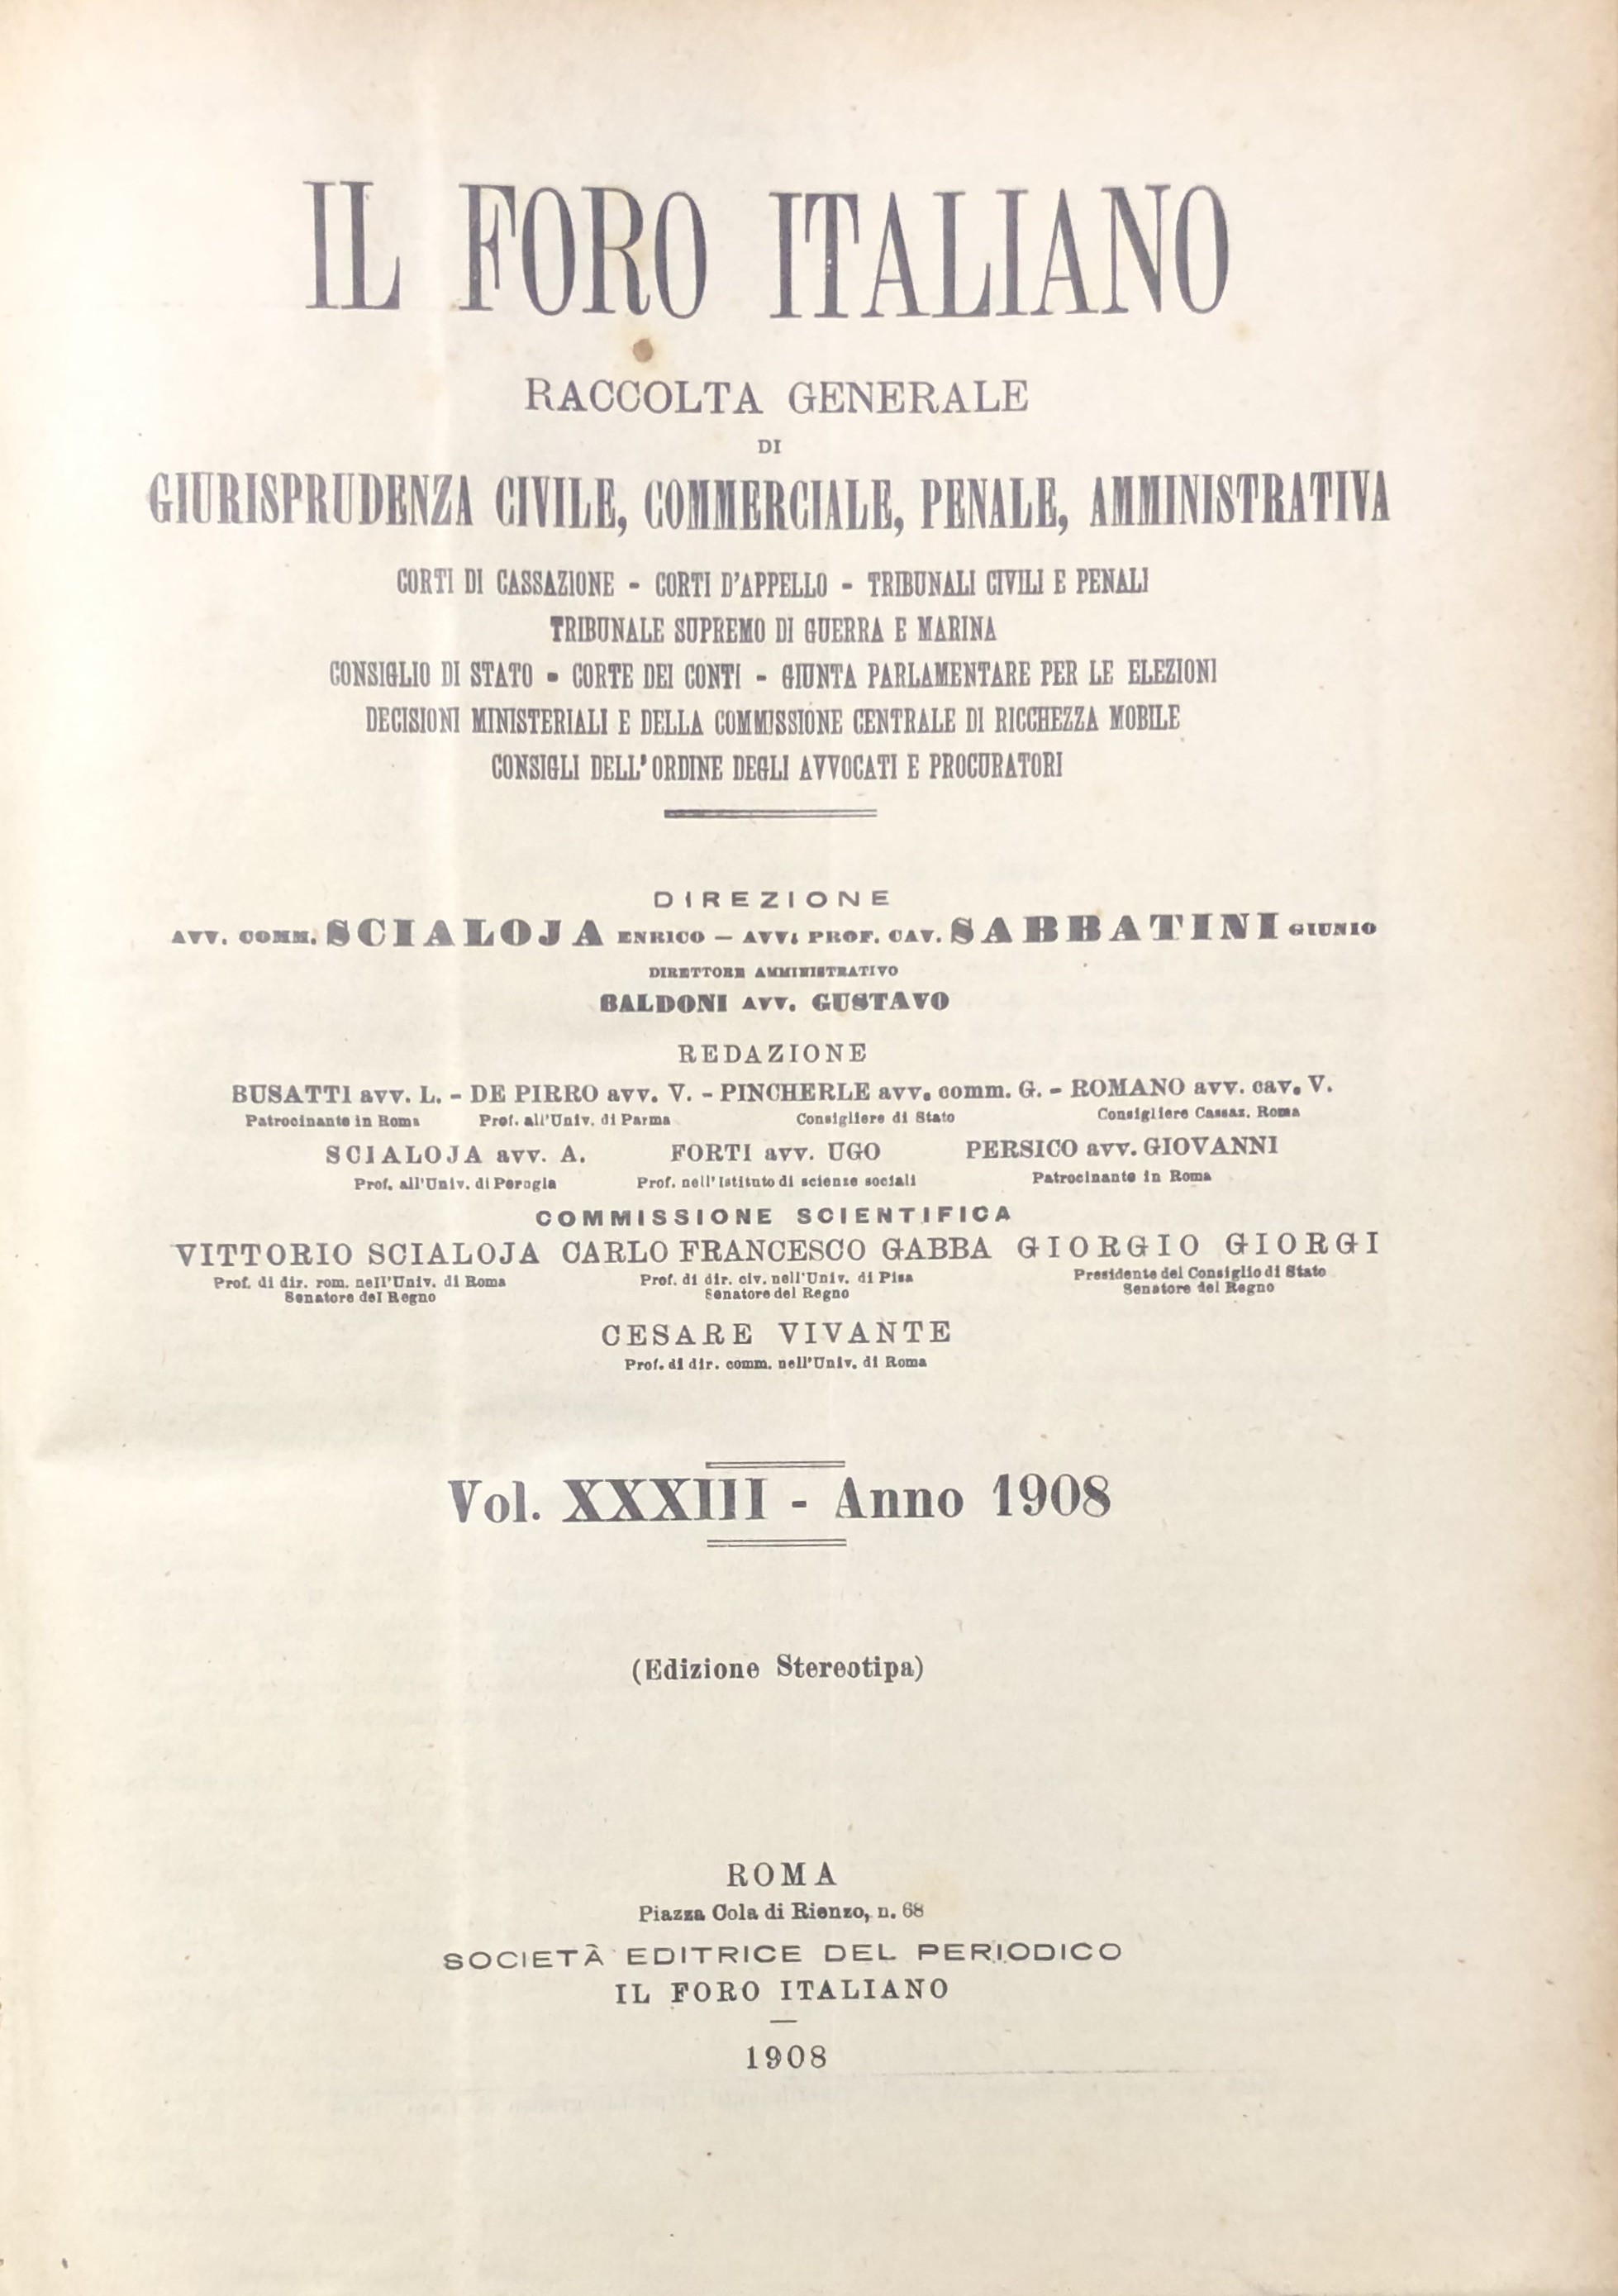 IL FORO ITALIANO
RACCOLTA GENERALE
DI
GIURISPRUDENZA CIVILE, COMMERCIALE, PENALE, AMMINISTRATIVA
CORTI DI CASSAZIONE - CORTI D'APPELLO - TRIBUNALI CIVILI E PENALI
TRIBUNALE SUPREMO DI GUERRA E MARINA
CONSIGLIO DI STATO - CORTE DEI CONTI - GIUNTA PARLAMENTARE PER LE ELEZIONI
DECISIONI MINISTERIALI E DELLA COMMISSIONE CENTRALE DI RICCHEZZA MOBILE
CONSIGLI DELL'ORDINE DEGLI AVVOCATI E PROCURATORI
DIREZIONE
AVV. COMM. SCIALOJA ENRICO — AVV. PROF. CAV. SABBATINI GIUNIO
DIRETTORE AMMINISTRATIVO
BALDONI AVV. GUSTAVO
REDAZIONE
BUSATTI avv. L. - DE PIRRO avv. V. - PINCHERLE avv. comm. G. - ROMANO avv. cav. V.
Patrocinante in Roma Prof. all'Univ. di Parma Consigliere di Stato Consigliere Cassaz. Roma
SCIALOJA avv. A. FORTI avv. UGO PERSICO avv. GIOVANNI
Prof. all'Univ. di Perugia Prof. nell'Istituto di scienze sociali Patrocinante in Roma
COMMISSIONE SCIENTIFICA
VITTORIO SCIALOJA CARLO FRANCESCO GABBA GIORGIO GIORGI
Prof. di dir. rom. nell'Univ. di Roma Prof. di dir. civ. nell'Univ. di Pisa Presidente del Consiglio di Stato
Senatore del Regno Senatore del Regno Senatore del Regno
CESARE VIVANTE
Prof. di dir. comm. nell'Univ. di Roma
Vol. XXXIII - Anno 1908
(Edizione Stereotipa)
ROMA
Piazza Cola di Rienzo, n. 68
SOCIETÀ EDITRICE DEL PERIODICO
IL FORO ITALIANO
1908